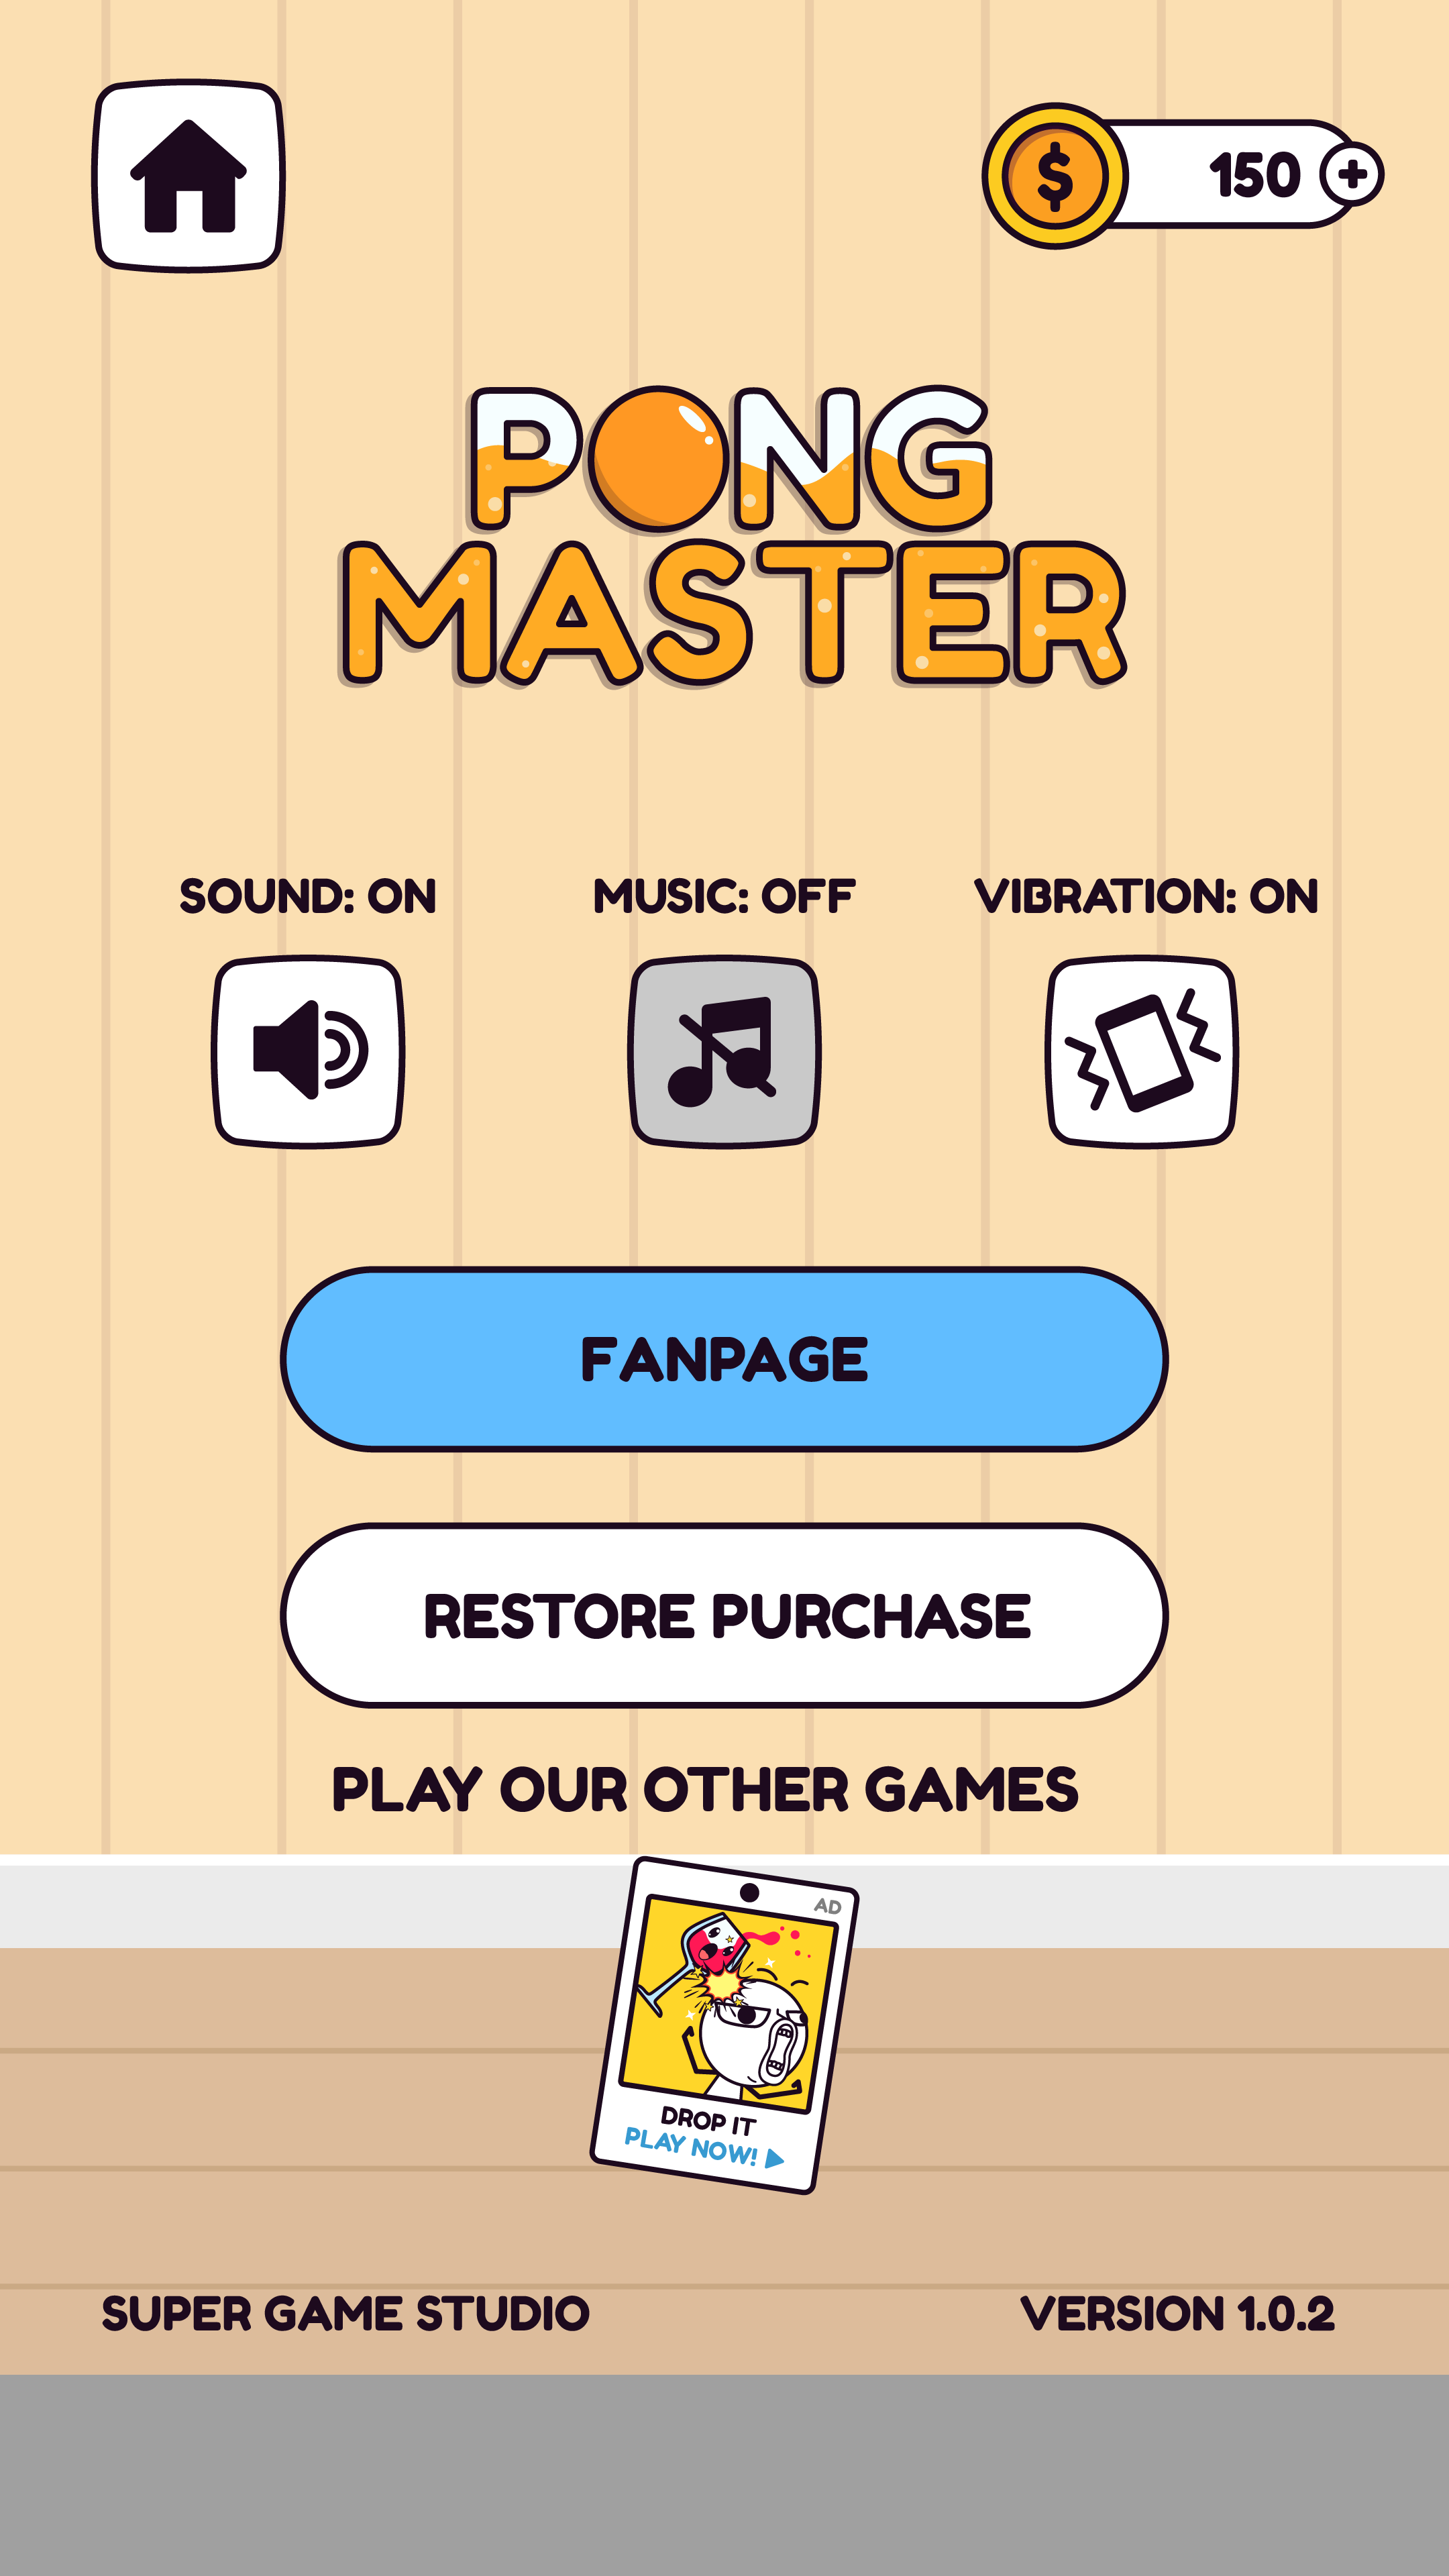 $ 150 +
PONG
MASTER
SOUND: ON
MUSIC: OFF
VIBRATION: ON
FANPAGE
RESTORE PURCHASE
PLAY OUR OTHER GAMES
AD
DROP IT
PLAY NOW!
SUPER GAME STUDIO
VERSION 1.0.2